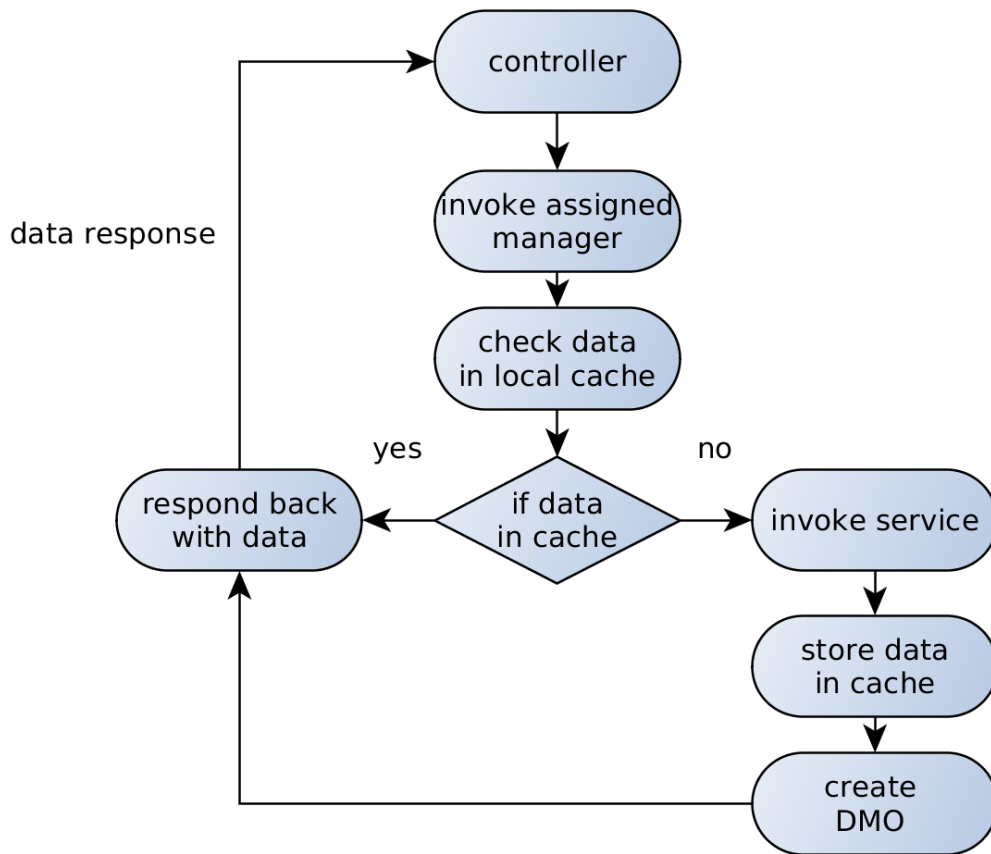 controller
invoke assigned
manager
data response
check data
in local cache
yes
no
respond back
with data
if data
in cache
invoke service
store data
in cache
create
DMO